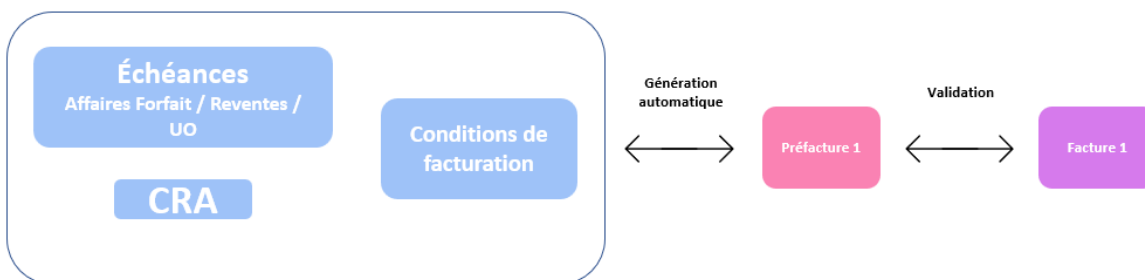 Échéances
Affaires Forfait / Reventes /
UO
CRA
Conditions de
facturation
Génération
automatique
Préfacture 1
Validation
Facture 1